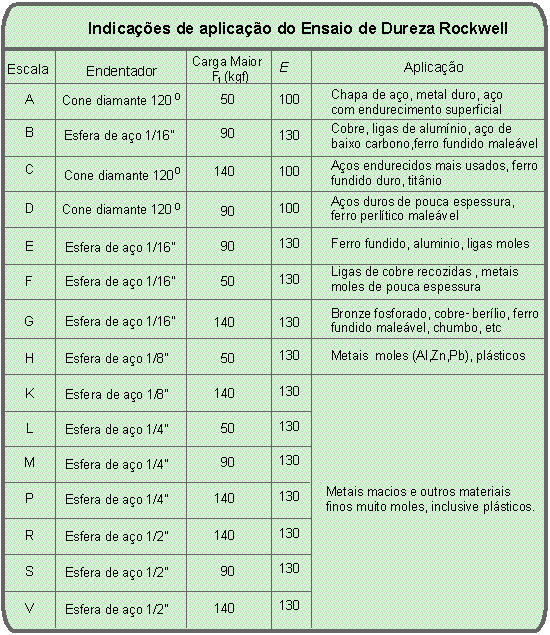 Indicações de aplicação do Ensaio de Dureza Rockwell
Escala Endentador Carga Maior F1 (kgf) E Aplicação
A Cone diamante 120 º 50 100 Chapa de aço, metal duro, aço
com endurecimento superficial
B Esfera de aço 1/16" 90 130 Cobre, ligas de alumínio, aço de
baixo carbono,ferro fundido maleável
C Cone diamante 120º 140 100 Aços endurecidos mais usados, ferro
fundido duro, titânio
D Cone diamante 120 º 90 100 Aços duros de pouca espessura,
ferro perlítico maleável
E Esfera de aço 1/16" 90 130 Ferro fundido, aluminio, ligas moles
F Esfera de aço 1/16" 50 130 Ligas de cobre recozidas , metais
moles de pouca espessura
G Esfera de aço 1/16" 140 130 Bronze fosforado, cobre- berílio, ferro
fundido maleável, chumbo, etc
H Esfera de aço 1/8" 50 130 Metais moles (Al,Zn,Pb), plásticos
K Esfera de aço 1/8" 140 130
L Esfera de aço 1/4" 50 130
M Esfera de aço 1/4" 90 130
P Esfera de aço 1/4" 140 130 Metais macios e outros materiais
finos muito moles, inclusive plásticos.
R Esfera de aço 1/2" 140 130
S Esfera de aço 1/2" 90 130
V Esfera de aço 1/2" 140 130